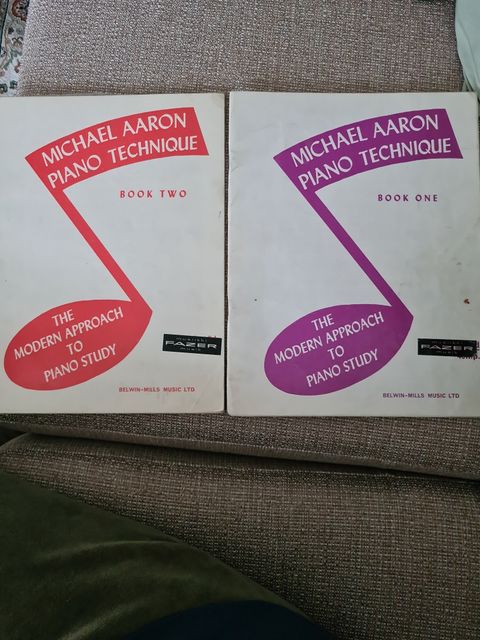 MICHAEL AARON
PIANO TECHNIQUE
BOOK TWO
THE
MODERN APPROACH
TO
PIANO STUDY
FAZER
BELWIN-MILLS MUSIC LTD.
MICHAEL AARON
PIANO TECHNIQUE
BOOK ONE
THE
MODERN APPROACH
TO
PIANO STUDY
FAZER
BELWIN-MILLS MUSIC LTD